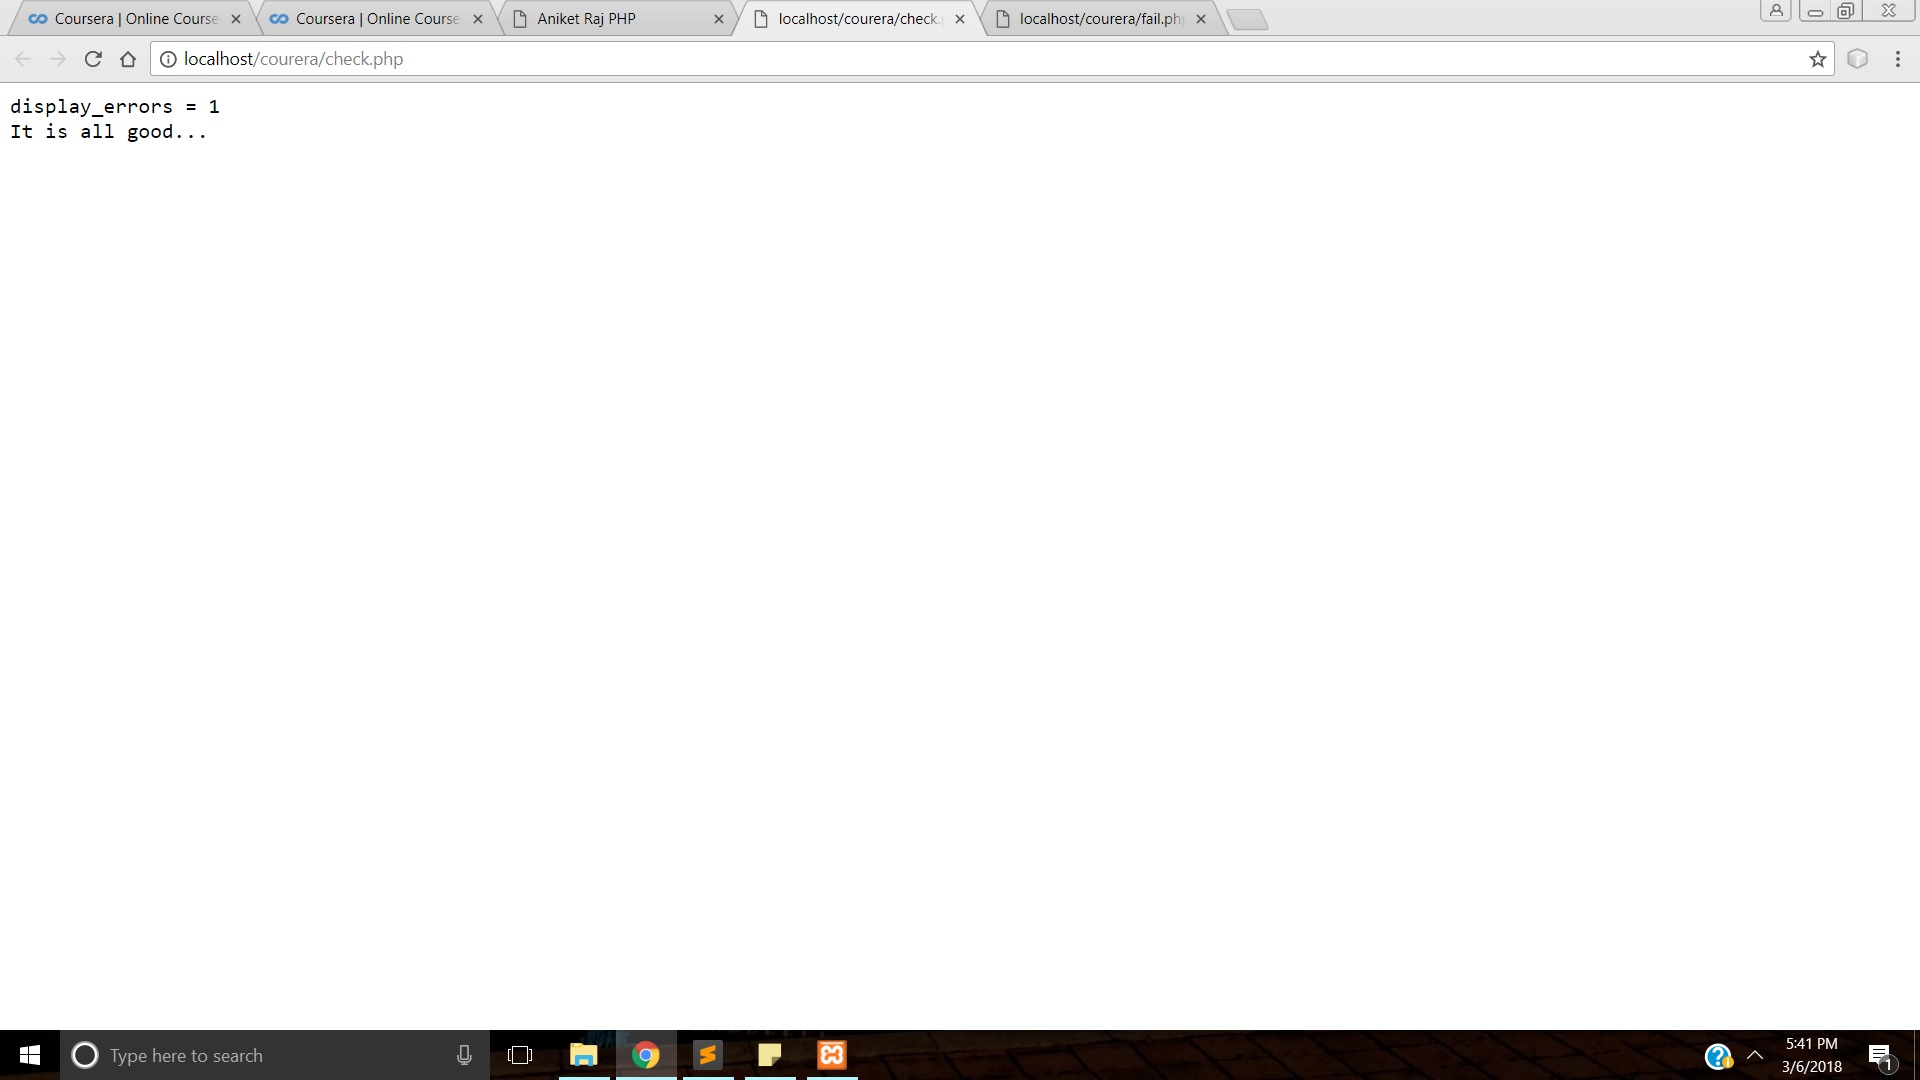 Coursera | Online Course
Coursera | Online Course
Aniket Raj PHP
localhost/courera/check.
localhost/courera/fail.ph
localhost/courera/check.php
display_errors = 1
It is all good...
Type here to search
5:41 PM
3/6/2018
1